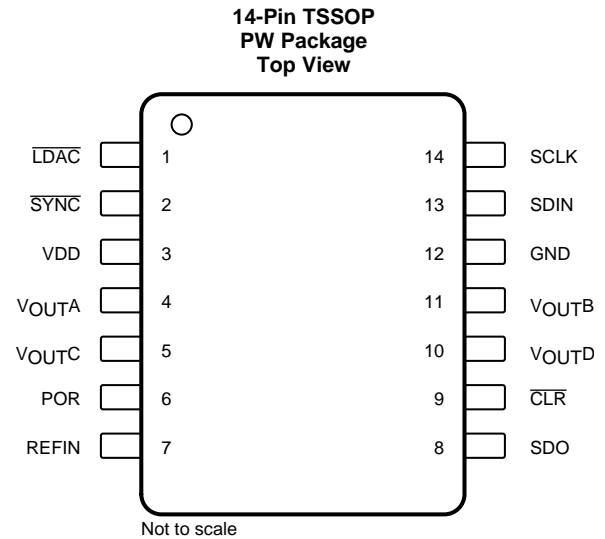 14-Pin TSSOP
PW Package
Top View
LDAC 1 14 SCLK
SYNC 2 13 SDIN
VDD 3 12 GND
VOUTA 4 11 VOUTB
VOUTC 5 10 VOUTD
POR 6 9 CLR
REFIN 7 8 SDO
Not to scale